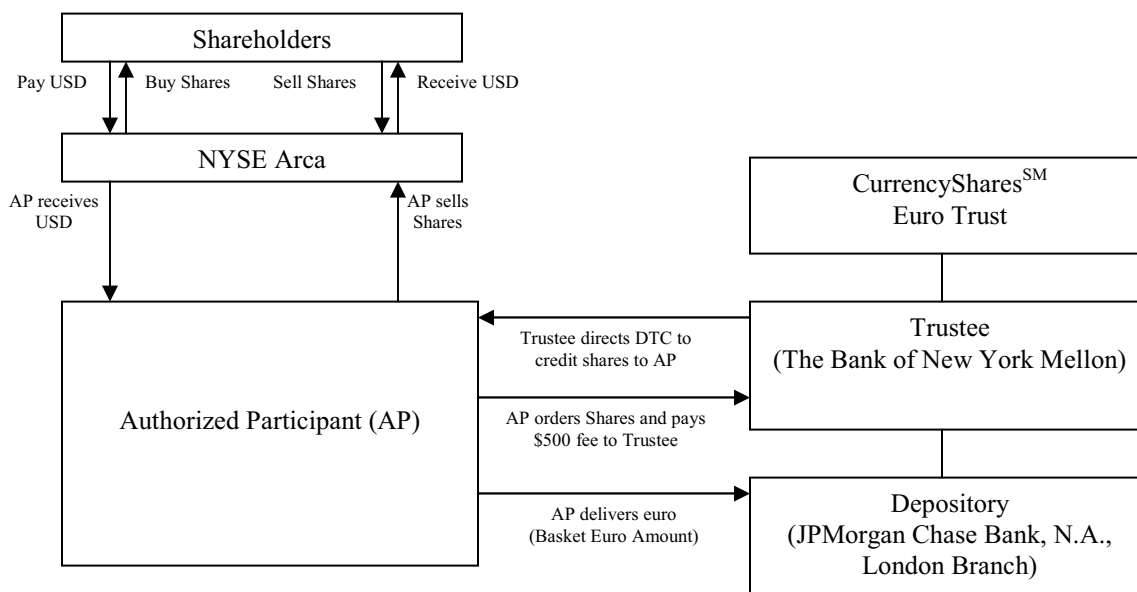 Shareholders
Pay USD
Buy Shares
Sell Shares
Receive USD
NYSE Arca
AP receives
USD
AP sells
Shares
CurrencyShares^SM
Euro Trust
Authorized Participant (AP)
Trustee directs DTC to
credit shares to AP
AP orders Shares and pays
$500 fee to Trustee
AP delivers euro
(Basket Euro Amount)
Trustee
(The Bank of New York Mellon)
Depository
(JPMorgan Chase Bank, N.A.,
London Branch)